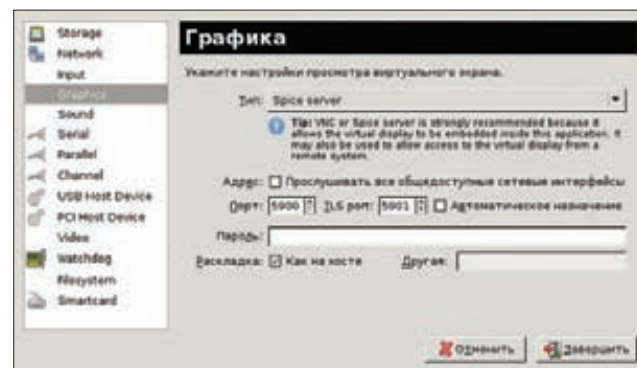 Storage
Network
Input
Graphics
Sound
Serial
Parallel
Channel
USB Host Device
PCI Host Device
Video
Watchdog
Filesystem
Smartcard
Графика
Укажите настройки просмотра виртуального экрана.
Тип: Spice server
Tip: VNC or Spice server is strongly recommended because it
allows the virtual display to be embedded inside this application. It
may also be used to allow access to the virtual display from a
remote system.
Адрес: Прослушивать все общедоступные сетевые интерфейсы
Порт: 5900 TLS port: 5901 Автоматическое назначение
Пароль:
Раскладка: Как на хосте Другая:
Отменить Завершить